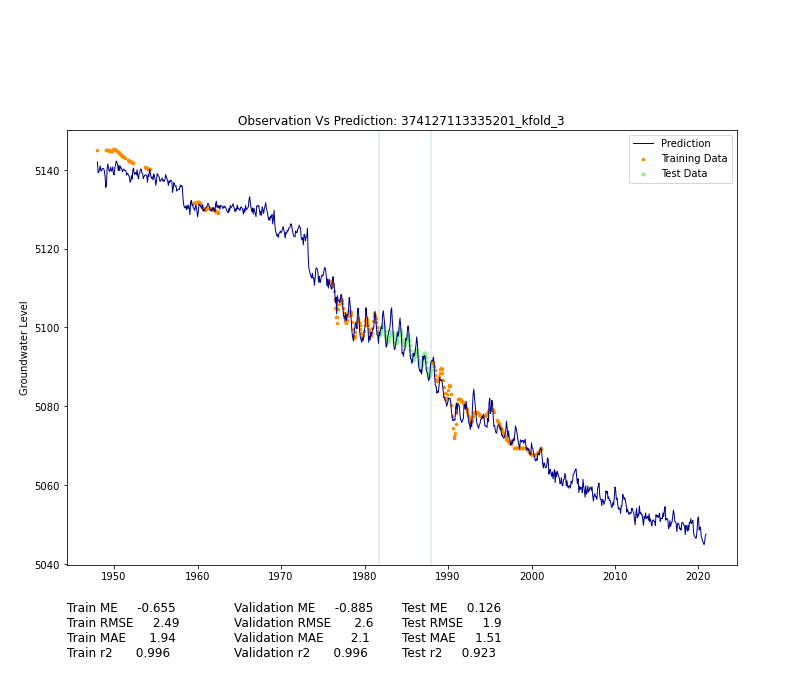 Observation Vs Prediction: 374127113335201_kfold_3
Prediction
Training Data
Test Data
Groundwater Level
5140
5120
5100
5080
5060
5040
1950 1960 1970 1980 1990 2000 2010 2020
Train ME -0.655 Validation ME -0.885 Test ME 0.126
Train RMSE 2.49 Validation RMSE 2.6 Test RMSE 1.9
Train MAE 1.94 Validation MAE 2.1 Test MAE 1.51
Train r2 0.996 Validation r2 0.996 Test r2 0.923